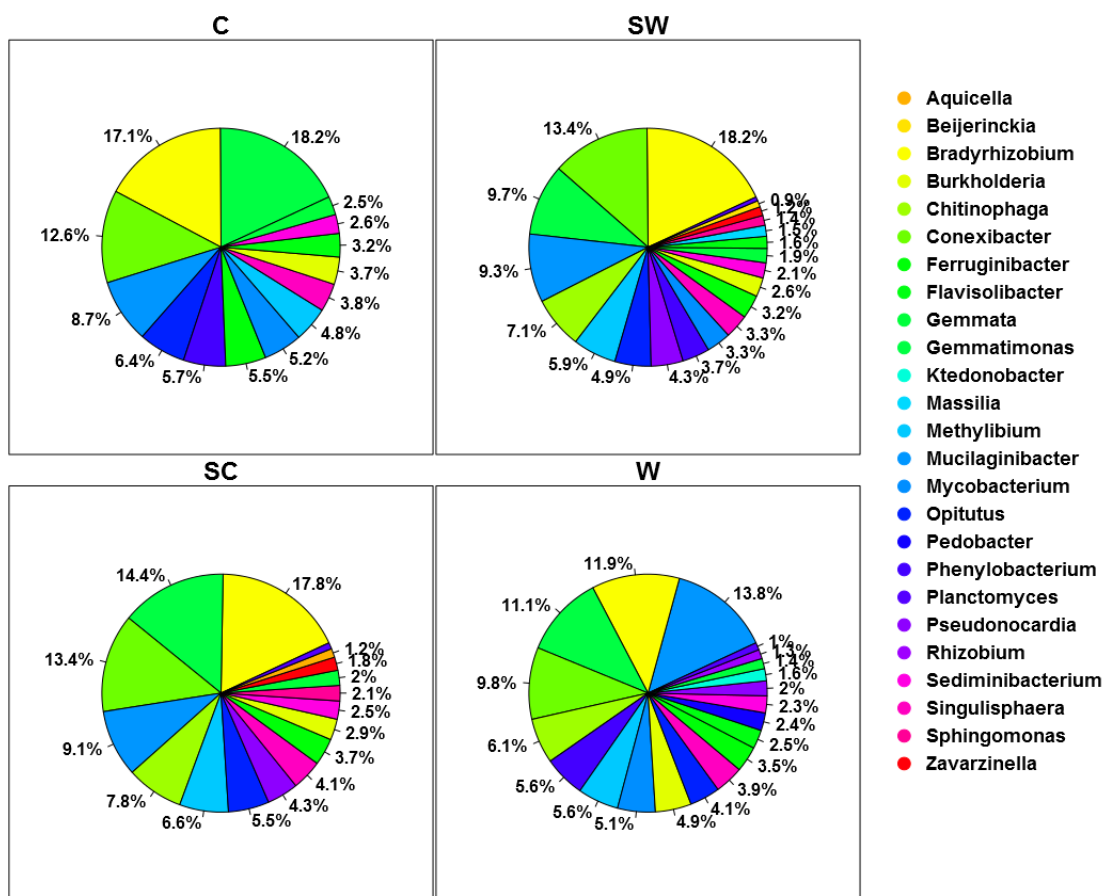 C
17.1%
18.2%
2.5%
12.6%
2.6%
3.2%
3.7%
3.8%
8.7%
4.8%
6.4%
5.2%
5.7%
5.5%
SW
13.4%
18.2%
9.7%
0.9%
1.2%
1.4%
1.5%
1.6%
9.3%
1.9%
2.1%
2.6%
7.1%
3.2%
3.3%
5.9%
3.3%
4.9%
3.7%
4.3%
SC
14.4%
17.8%
13.4%
1.2%
1.8%
2%
2.1%
2.5%
9.1%
2.9%
3.7%
7.8%
4.1%
6.6%
4.3%
5.5%
W
11.9%
13.8%
11.1%
1%
1.3%
1.4%
9.8%
1.6%
2%
2.3%
6.1%
2.4%
2.5%
5.6%
3.5%
5.6%
3.9%
5.1%
4.1%
4.9%
Aquicella
Beijerinckia
Bradyrhizobium
Burkholderia
Chitinophaga
Conexibacter
Ferruginibacter
Flavisolibacter
Gemmata
Gemmatimonas
Ktedonobacter
Massilia
Methylibium
Mucilaginibacter
Mycobacterium
Opitutus
Pedobacter
Phenylobacterium
Planctomyces
Pseudonocardia
Rhizobium
Sediminibacterium
Singulisphaera
Sphingomonas
Zavarzinella